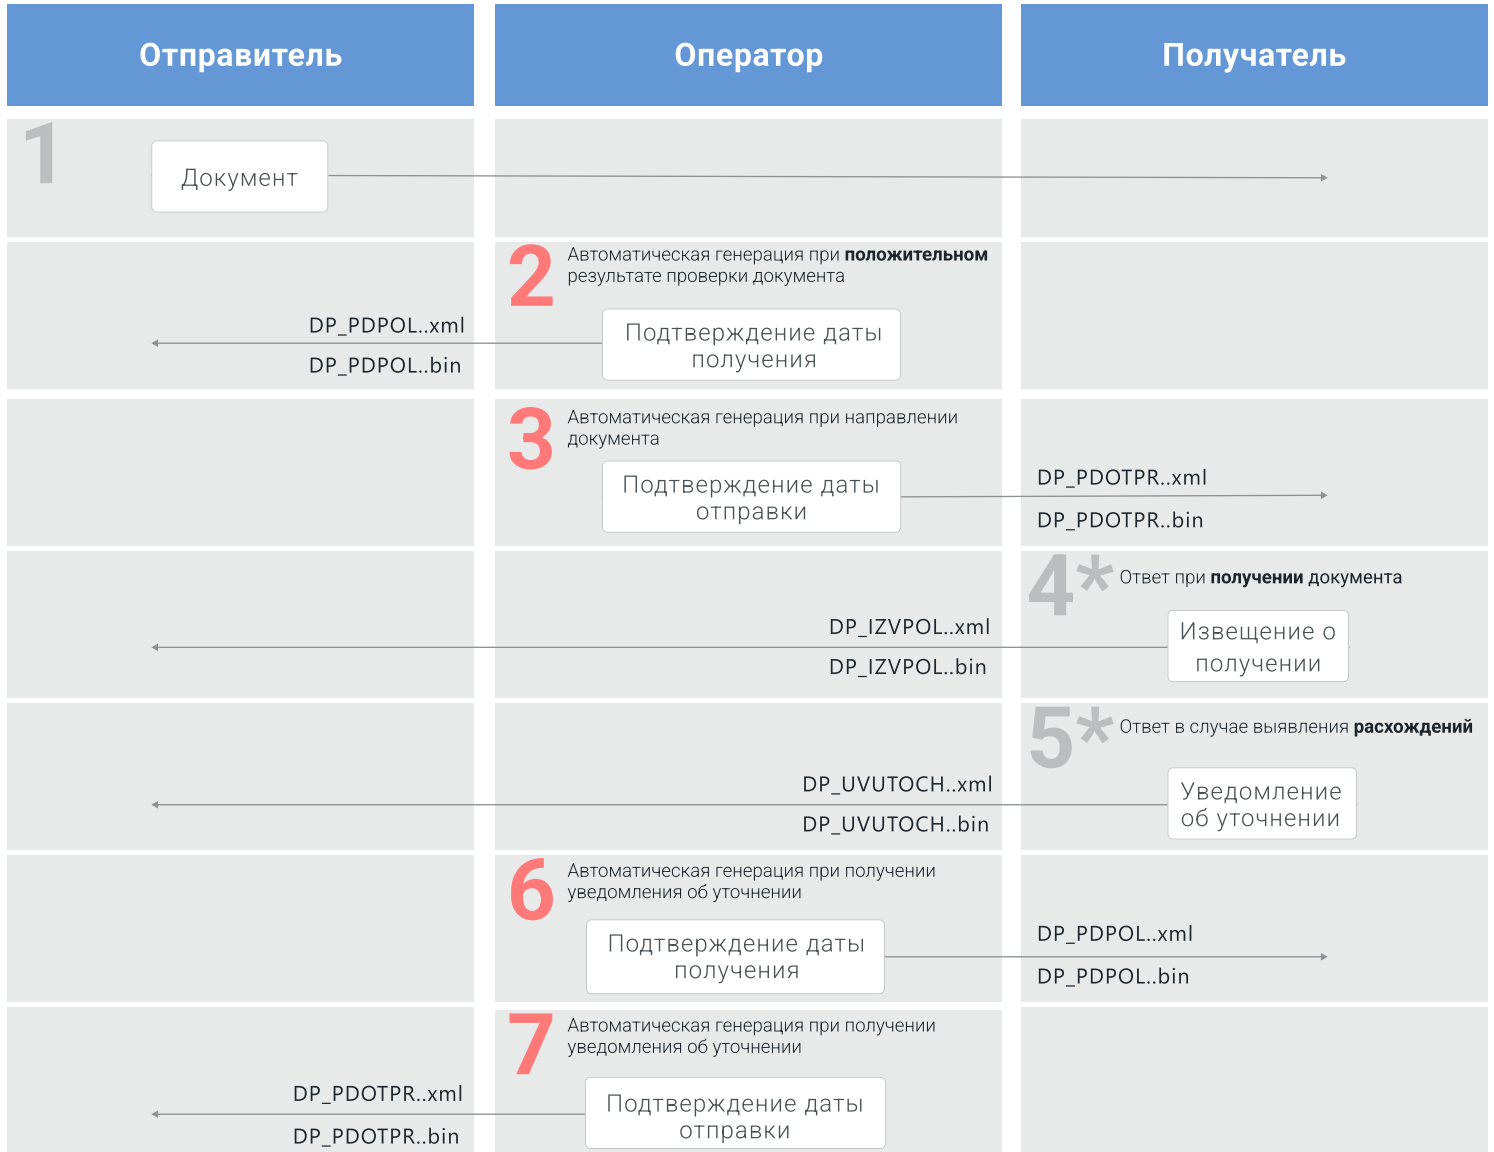 Отправитель
Оператор
Получатель
1
Документ
2
Автоматическая генерация при положительном
результате проверки документа
DP_PDPOL..xml
DP_PDPOL..bin
Подтверждение даты
получения
3
Автоматическая генерация при направлении
документа
Подтверждение даты
отправки
DP_PDOTPR..xml
DP_PDOTPR..bin
4*
Ответ при получении документа
DP_IZVPOL..xml
DP_IZVPOL..bin
Извещение о
получении
5*
Ответ в случае выявления расхождений
DP_UVUTOCH..xml
DP_UVUTOCH..bin
Уведомление
об уточнении
6
Автоматическая генерация при получении
уведомления об уточнении
Подтверждение даты
получения
DP_PDPOL..xml
DP_PDPOL..bin
7
Автоматическая генерация при получении
уведомления об уточнении
DP_PDOTPR..xml
DP_PDOTPR..bin
Подтверждение даты
отправки